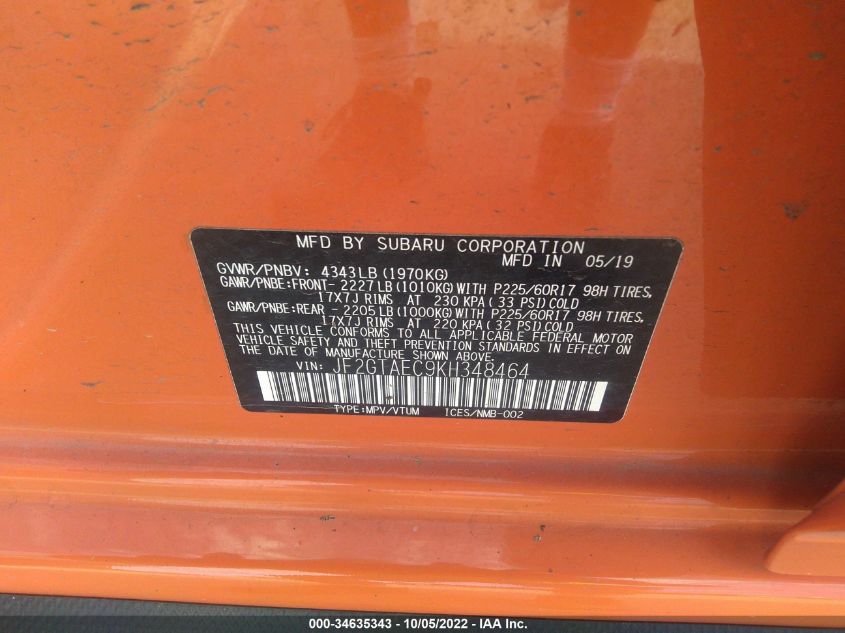 MFD BY SUBARU CORPORATION
MFD IN 05/19
GVWR/PNBV: 4343LB(1970KG)
GAWR/PNBE:FRONT- 2227LB(1010KG)WITH P225/60R17 98H TIRES,
17X7J RIMS AT 230 KPA(33 PSI)COLD
GAWR/PNBE:REAR - 2205LB(1000KG)WITH P225/60R17 98H TIRES,
17X7J RIMS AT 220 KPA(32 PSI)COLD
THIS VEHICLE CONFORMS TO ALL APPLICABLE FEDERAL MOTOR
VEHICLE SAFETY AND THEFT PREVENTION STANDARDS IN EFFECT ON
THE DATE OF MANUFACTURE SHOWN ABOVE.
VIN: JF2GTAEC9KH348464
TYPE:MPV/VTUM ICES/NMB-002
000-34635343 - 10/05/2022 - IAA Inc.